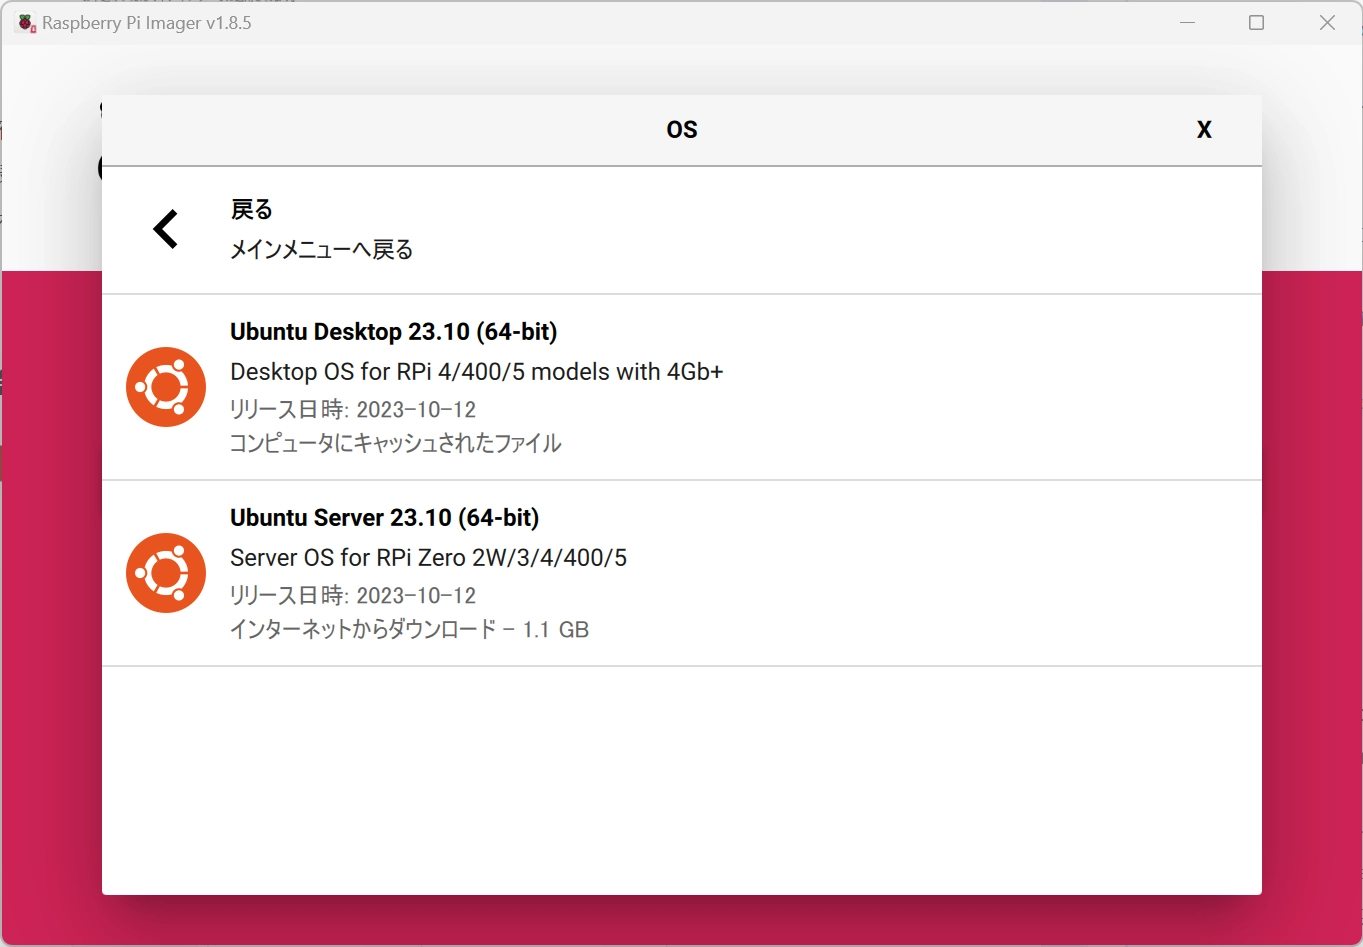 Raspberry Pi Imager v1.8.5
OS
X
戻る
メインメニューへ戻る
Ubuntu Desktop 23.10 (64-bit)
Desktop OS for RPi 4/400/5 models with 4Gb+
リリース日時: 2023-10-12
コンピュータにキャッシュされたファイル
Ubuntu Server 23.10 (64-bit)
Server OS for RPi Zero 2W/3/4/400/5
リリース日時: 2023-10-12
インターネットからダウンロード - 1.1 GB